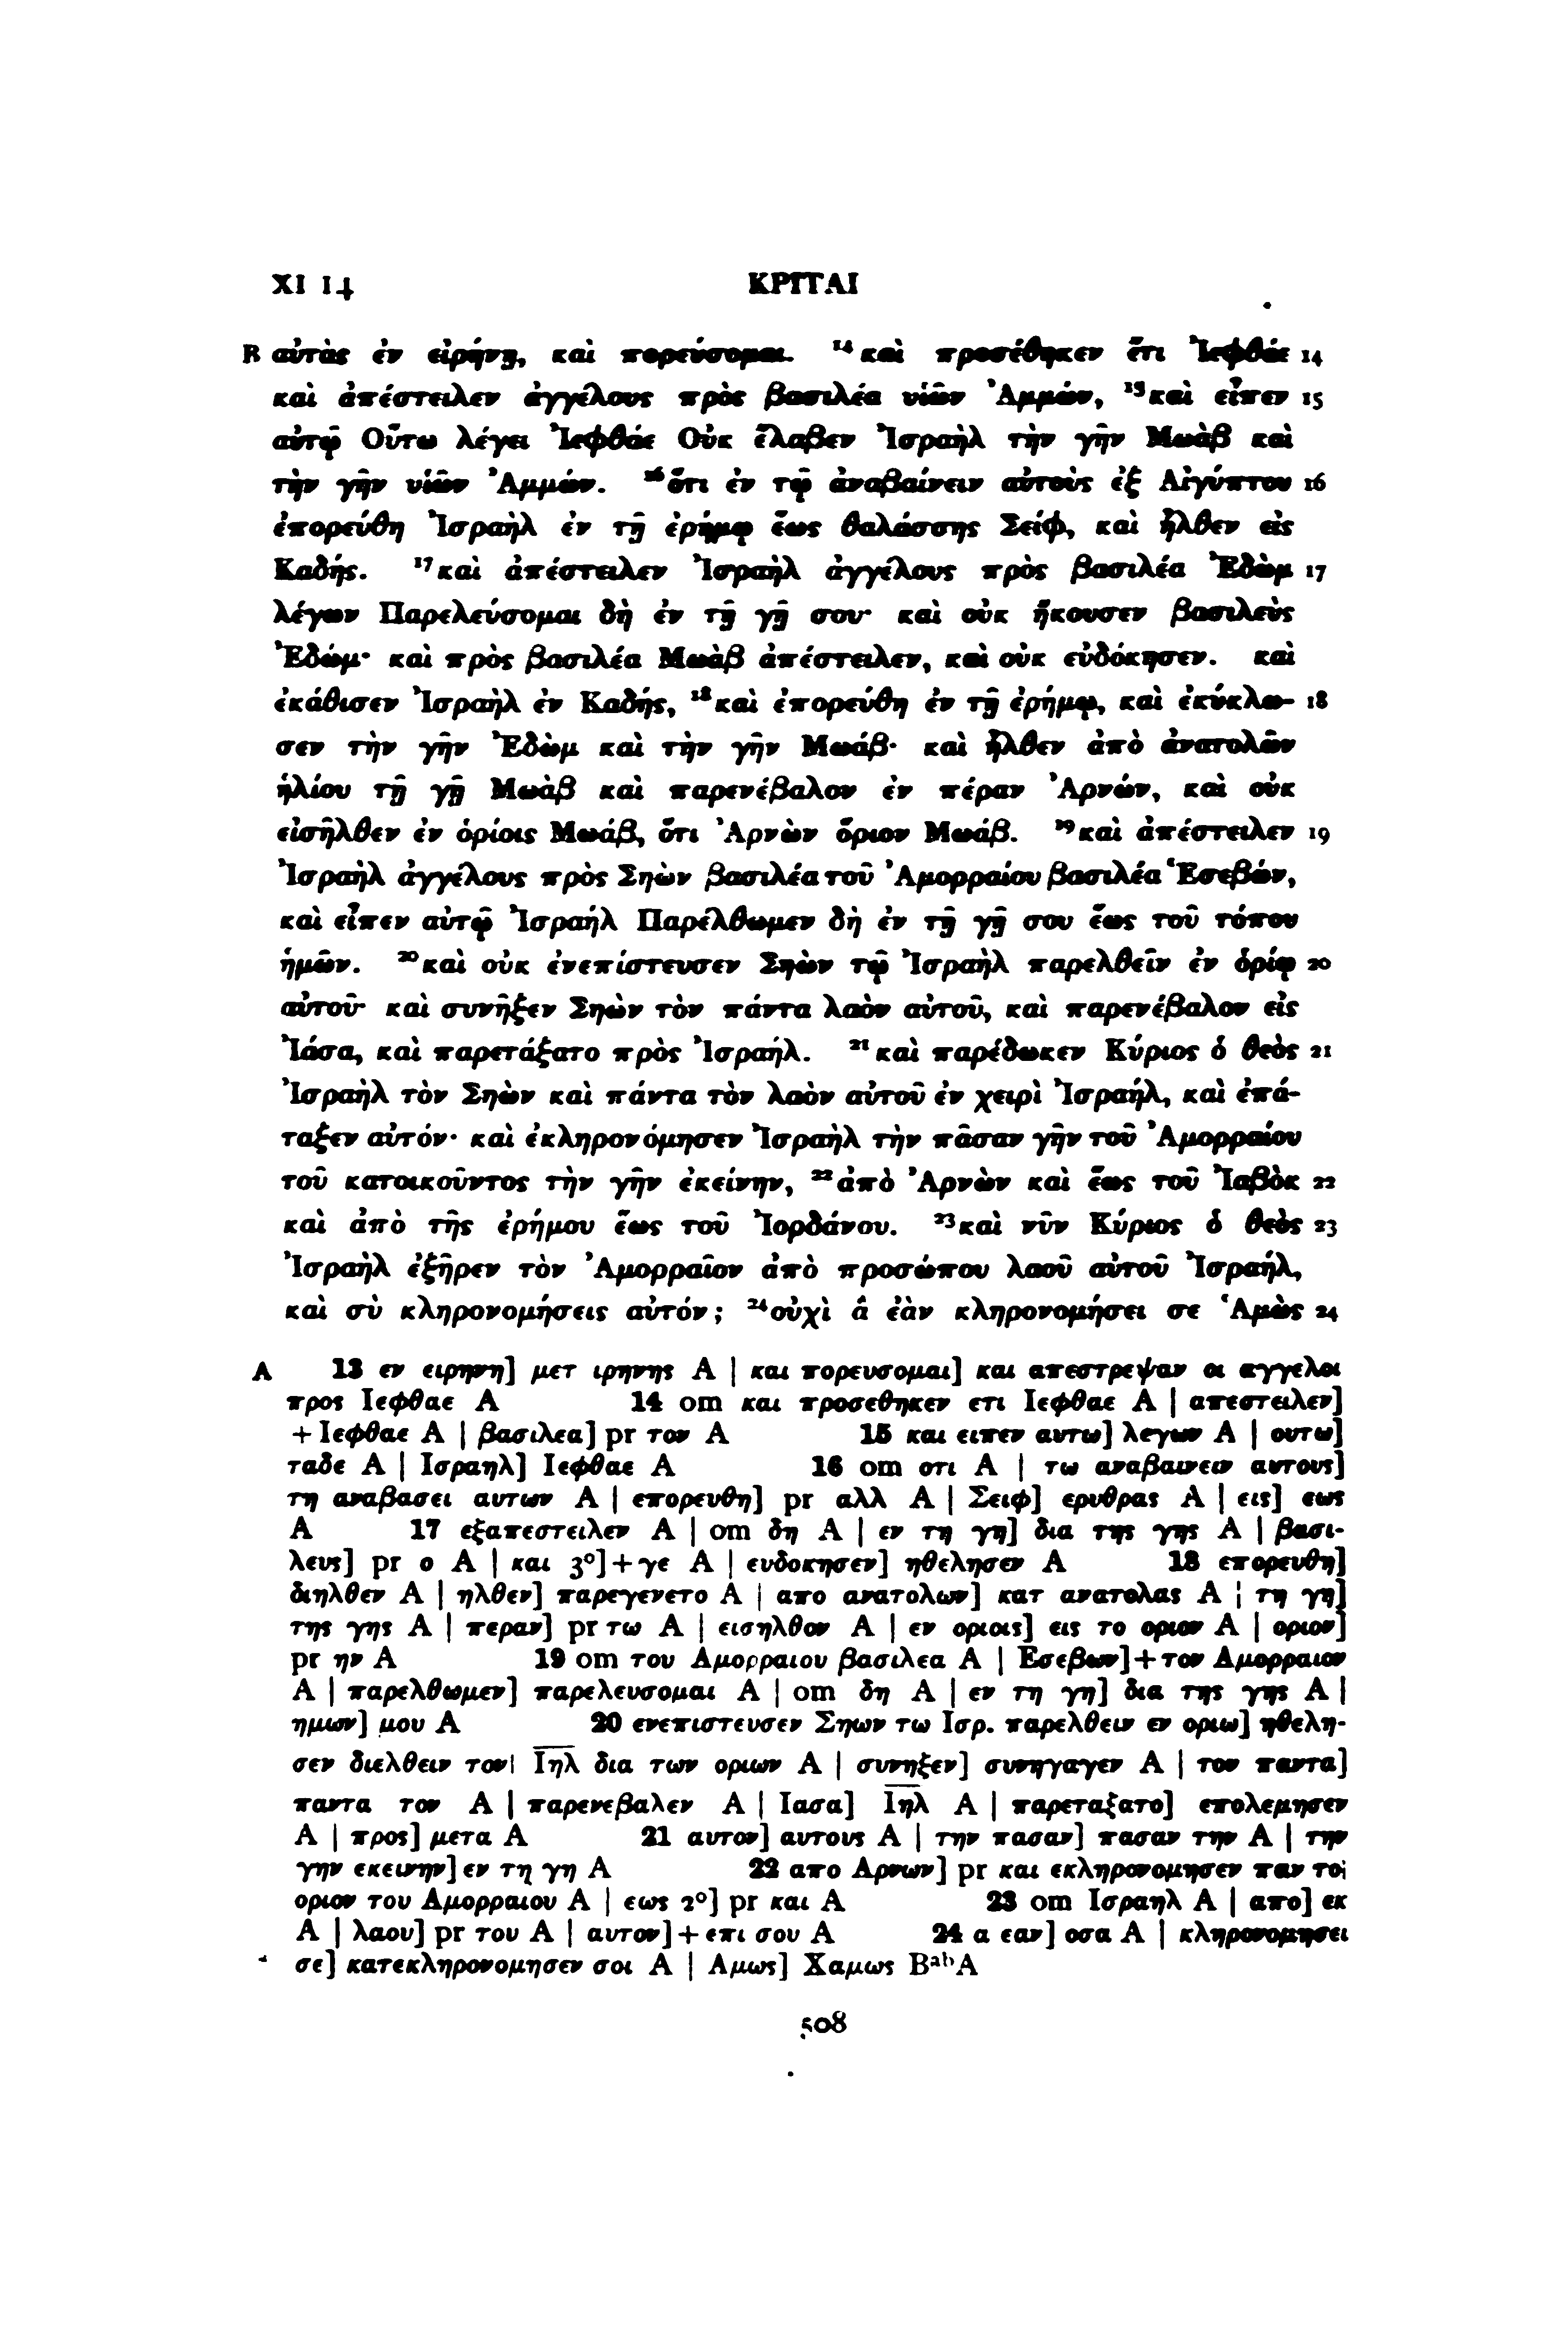 XI 14 ΚΡΙΤΑΙ
B αὐτὰς ἐν εἰρήνῃ, καὶ πορεύσομαι. ¹⁴καὶ προσέθηκεν ἔτι Ἰεφθάε 14
καὶ ἀπέστειλεν ἀγγέλους πρὸς βασιλέα υἱῶν Ἀμμών, ¹⁵καὶ εἶπεν 15
αὐτῷ Οὕτω λέγει Ἰεφθάε Οὐκ ἔλαβεν Ἰσραὴλ τὴν γῆν Μωὰβ καὶ
τὴν γῆν υἱῶν Ἀμμών. ¹⁶ὅτι ἐν τῷ ἀναβαίνειν αὐτοὺς ἐξ Αἰγύπτου 16
ἐπορεύθη Ἰσραὴλ ἐν τῇ ἐρήμῳ ἕως θαλάσσης Σείφ, καὶ ἦλθεν εἰς
Καδής. ¹⁷καὶ ἀπέστειλεν Ἰσραὴλ ἀγγέλους πρὸς βασιλέα Ἐδὼμ 17
λέγων Παρελεύσομαι δὴ ἐν τῇ γῇ σου· καὶ οὐκ ἤκουσεν βασιλεὺς
Ἐδώμ· καὶ πρὸς βασιλέα Μωὰβ ἀπέστειλεν, καὶ οὐκ εὐδόκησεν. καὶ
ἐκάθισεν Ἰσραὴλ ἐν Καδής, ¹⁸καὶ ἐπορεύθη ἐν τῇ ἐρήμῳ, καὶ ἐκύκλω- 18
σεν τὴν γῆν Ἐδὼμ καὶ τὴν γῆν Μωάβ· καὶ ἦλθεν ἀπὸ ἀνατολῶν
ἡλίου τῇ γῇ Μωὰβ καὶ παρενέβαλον ἐν πέραν Ἀρνών, καὶ οὐκ
εἰσῆλθεν ἐν ὁρίοις Μωάβ, ὅτι Ἀρνὼν ὅριον Μωάβ. ¹⁹καὶ ἀπέστειλεν 19
Ἰσραὴλ ἀγγέλους πρὸς Σηὼν βασιλέα τοῦ Ἀμορραίου βασιλέα Ἑσεβών,
καὶ εἶπεν αὐτῷ Ἰσραήλ Παρέλθωμεν δὴ ἐν τῇ γῇ σου ἕως τοῦ τόπου
ἡμῶν. ²⁰καὶ οὐκ ἐνεπίστευσεν Σηὼν τῷ Ἰσραὴλ παρελθεῖν ἐν ὁρίῳ 20
αὐτοῦ· καὶ συνῆξεν Σηὼν τὸν πάντα λαὸν αὐτοῦ, καὶ παρενέβαλον εἰς
Ἰάσα, καὶ παρετάξατο πρὸς Ἰσραήλ. ²¹καὶ παρέδωκεν Κύριος ὁ θεὸς 21
Ἰσραὴλ τὸν Σηὼν καὶ πάντα τὸν λαὸν αὐτοῦ ἐν χειρὶ Ἰσραήλ, καὶ ἐπά-
ταξεν αὐτόν· καὶ ἐκληρονόμησεν Ἰσραὴλ τὴν πᾶσαν γῆν τοῦ Ἀμορραίου
τοῦ κατοικοῦντος τὴν γῆν ἐκείνην, ²²ἀπὸ Ἀρνὼν καὶ ἕως τοῦ Ἰαβὸκ 22
καὶ ἀπὸ τῆς ἐρήμου ἕως τοῦ Ἰορδάνου. ²³καὶ νῦν Κύριος ὁ θεὸς 23
Ἰσραὴλ ἐξῆρεν τὸν Ἀμορραῖον ἀπὸ προσώπου λαοῦ αὐτοῦ Ἰσραήλ,
καὶ σὺ κληρονομήσεις αὐτόν; ²⁴οὐχὶ ἃ ἐὰν κληρονομήσει σε Ἁμὼς 24
A 13 εν ειρηνη] μετ ιρηνης A | και πορευσομαι] και απεστρεψαν οι αγγελοι
προς Ιεφθαε A 14 om και προσεθηκεν ετι Ιεφθαε A | απεστειλεν]
+ Ιεφθαε A | βασιλεα] pr τον A 15 και ειπεν αυτω] λεγων A | ουτω]
ταδε A | Ισραηλ] Ιεφθαε A 16 om οτι A | τω αναβαινειν αυτους]
τη αναβασει αυτων A | επορευθη] pr αλλ A | Σειφ] ερυθρας A | εις] εως
A 17 εξαπεστειλεν A | om δη A | εν τη γη] δια της γης A | βασι-
λευς] pr ο A | και 3°] + γε A | ευδοκησεν] ηθελησεν A 18 επορευθη]
διηλθεν A | ηλθεν] παρεγενετο A | απο ανατολων] κατ ανατολας A | τη γη]
της γης A | περαν] pr τω A | εισηλθον A | εν οριοις] εις το οριον A | οριον]
pr ην A 19 om του Αμορραιου βασιλεα A | Εσεβων] + τον Αμορραιον
A | παρελθωμεν] παρελευσομαι A | om δη A | εν τη γη] δια της γης A |
ημων] μου A 20 ενεπιστευσεν Σηων τω Ισρ. παρελθειν εν οριω] ηθελη-
σεν διελθειν τον| Ι̅η̅λ̅ δια των οριων A | συνηξεν] συνηγαγεν A | τον παντα]
παντα τον A | παρενεβαλεν A | Ιασα] Ι̅η̅λ̅ A | παρεταξατο] επολεμησεν
A | προς] μετα A 21 αυτον] αυτους A | την πασαν] πασαν την A | την
γην εκεινην] εν τη γη A 22 απο Αρνων] pr και εκληρονομησεν παν το|
οριον του Αμορραιου A | εως 2°] pr και A 23 om Ισραηλ A | απο] εκ
A | λαου] pr του A | αυτον] + επι σου A 24 α εαν] οσα A | κληρονομησει
σε] κατεκληρονομησεν σοι A | Αμως] Χαμως BᵃᵇA
508